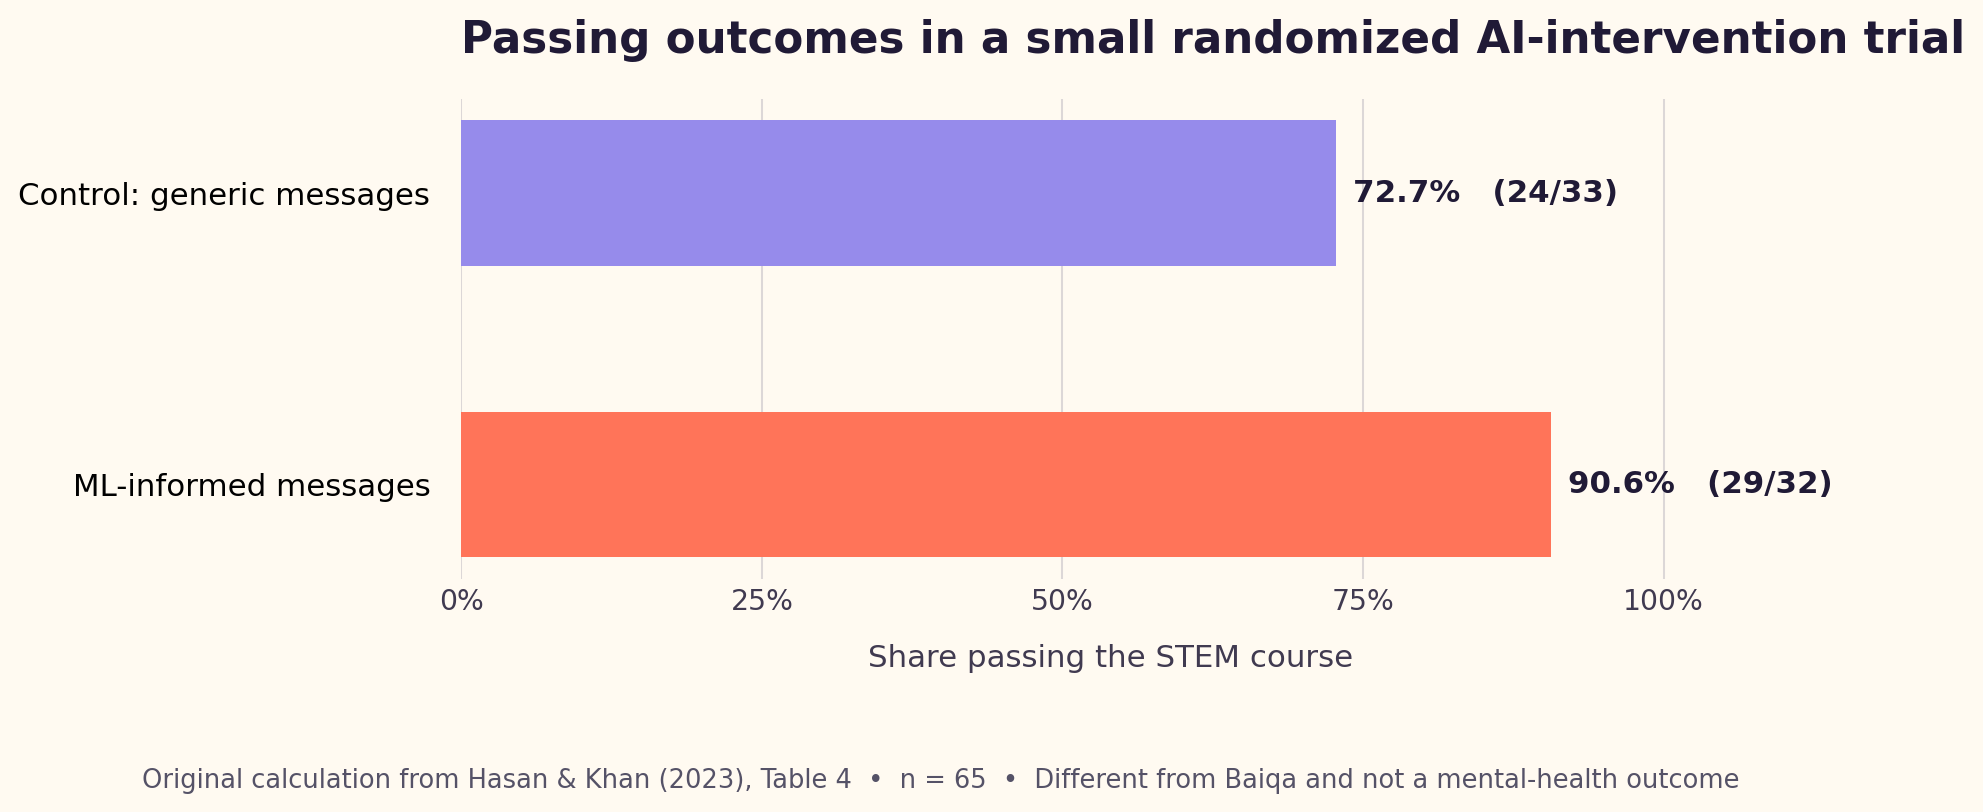 Passing outcomes in a small randomized AI-intervention trial
Control: generic messages
72.7% (24/33)
ML-informed messages
90.6% (29/32)
0% 25% 50% 75% 100%
Share passing the STEM course
Original calculation from Hasan & Khan (2023), Table 4 • n = 65 • Different from Baiqa and not a mental-health outcome